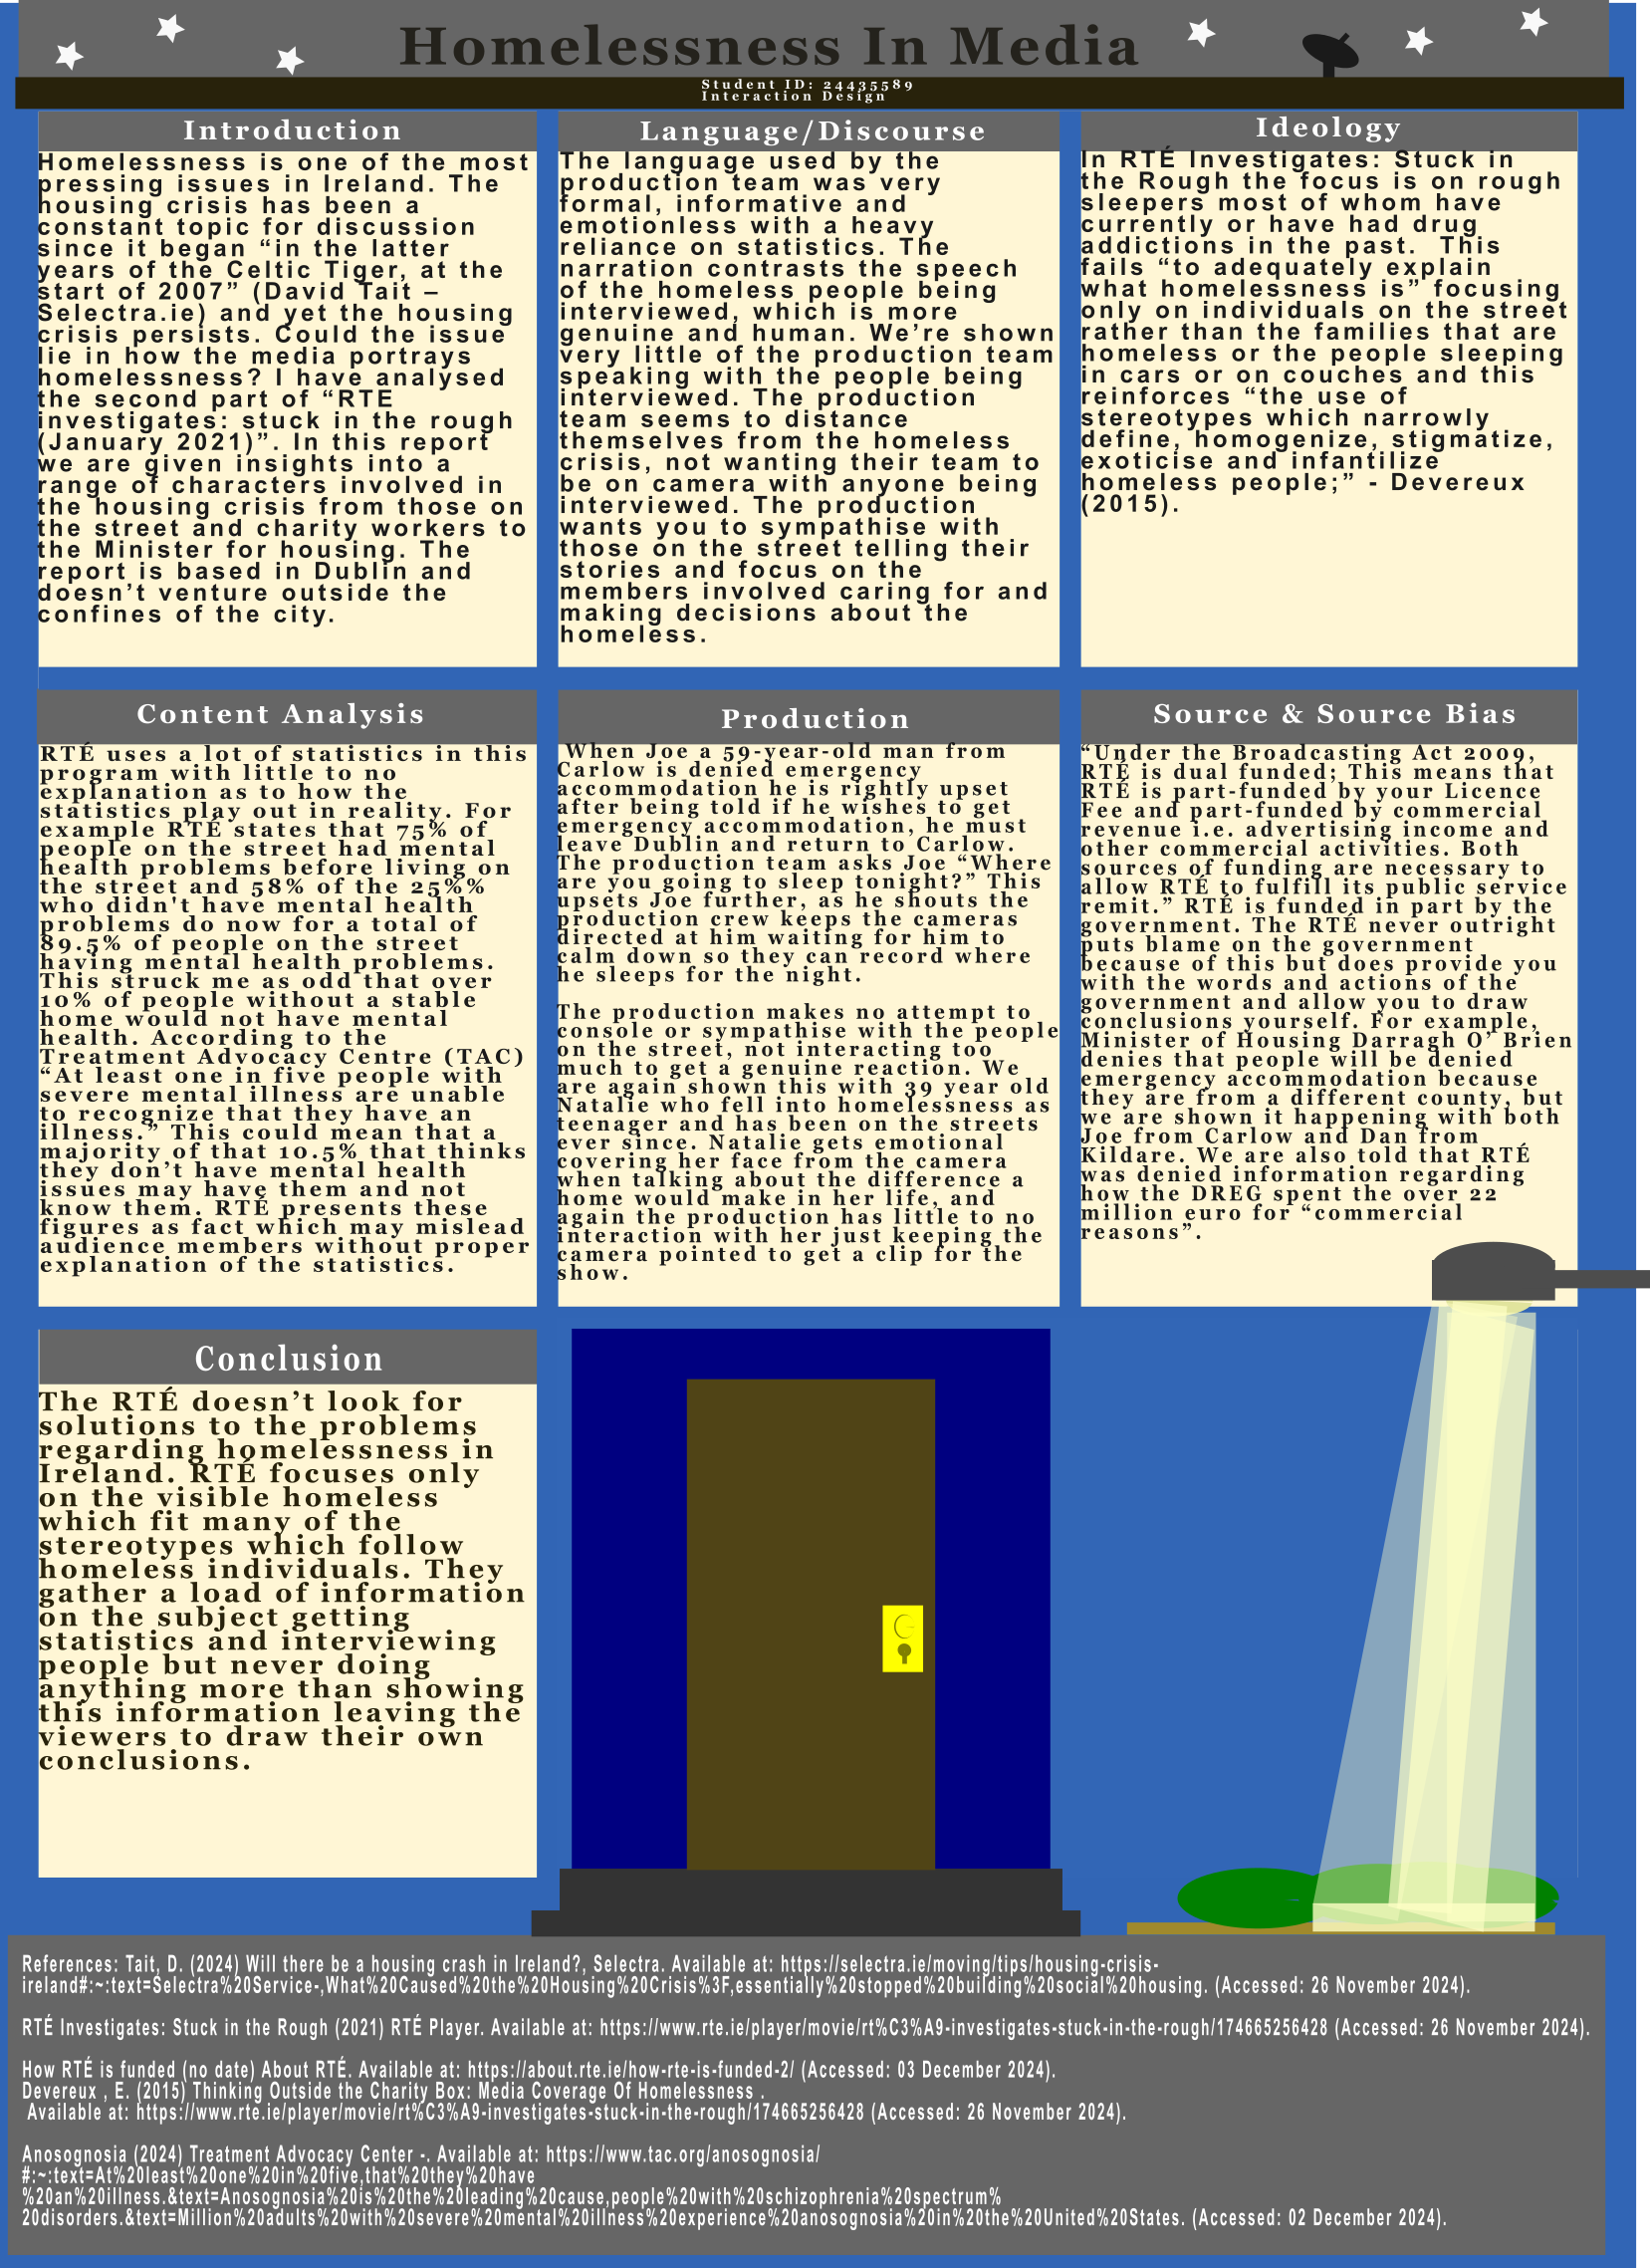 Homelessness In Media
Student ID: 24435589
Interaction Design
Introduction
Homelessness is one of the most
pressing issues in Ireland. The
housing crisis has been a
constant topic for discussion
since it began “in the latter
years of the Celtic Tiger, at the
start of 2007” (David Tait –
Selectra.ie) and yet the housing
crisis persists. Could the issue
lie in how the media portrays
homelessness? I have analysed
the second part of “RTE
investigates: stuck in the rough
(January 2021)”. In this report
we are given insights into a
range of characters involved in
the housing crisis from those on
the street and charity workers to
the Minister for housing. The
report is based in Dublin and
doesn’t venture outside the
confines of the city.
Language/Discourse
The language used by the
production team was very
formal, informative and
emotionless with a heavy
reliance on statistics. The
narration contrasts the speech
of the homeless people being
interviewed, which is more
genuine and human. We’re shown
very little of the production team
speaking with the people being
interviewed. The production
team seems to distance
themselves from the homeless
crisis, not wanting their team to
be on camera with anyone being
interviewed. The production
wants you to sympathise with
those on the street telling their
stories and focus on the
members involved caring for and
making decisions about the
homeless.
Ideology
In RTÉ Investigates: Stuck in
the Rough the focus is on rough
sleepers most of whom have
currently or have had drug
addictions in the past.  This
fails “to adequately explain
what homelessness is” focusing
only on individuals on the street
rather than the families that are
homeless or the people sleeping
in cars or on couches and this
reinforces “the use of
stereotypes which narrowly
define, homogenize, stigmatize,
exoticise and infantilize
homeless people;” - Devereux
(2015).
Content Analysis
RTÉ uses a lot of statistics in this
program with little to no
explanation as to how the
statistics play out in reality. For
example RTÉ states that 75% of
people on the street had mental
health problems before living on
the street and 58% of the 25%%
who didn't have mental health
problems do now for a total of
89.5% of people on the street
having mental health problems.
This struck me as odd that over
10% of people without a stable
home would not have mental
health. According to the
Treatment Advocacy Centre (TAC)
“At least one in five people with
severe mental illness are unable
to recognize that they have an
illness.” This could mean that a
majority of that 10.5% that thinks
they don’t have mental health
issues may have them and not
know them. RTÉ presents these
figures as fact which may mislead
audience members without proper
explanation of the statistics.
Production
When Joe a 59-year-old man from
Carlow is denied emergency
accommodation he is rightly upset
after being told if he wishes to get
emergency accommodation, he must
leave Dublin and return to Carlow.
The production team asks Joe “Where
are you going to sleep tonight?” This
upsets Joe further, as he shouts the
production crew keeps the cameras
directed at him waiting for him to
calm down so they can record where
he sleeps for the night.
The production makes no attempt to
console or sympathise with the people
on the street, not interacting too
much to get a genuine reaction. We
are again shown this with 39 year old
Natalie who fell into homelessness as
teenager and has been on the streets
ever since. Natalie gets emotional
covering her face from the camera
when talking about the difference a
home would make in her life, and
again the production has little to no
interaction with her just keeping the
camera pointed to get a clip for the
show.
Source & Source Bias
“Under the Broadcasting Act 2009,
RTÉ is dual funded; This means that
RTÉ is part-funded by your Licence
Fee and part-funded by commercial
revenue i.e. advertising income and
other commercial activities. Both
sources of funding are necessary to
allow RTÉ to fulfill its public service
remit.” RTÉ is funded in part by the
government. The RTÉ never outright
puts blame on the government
because of this but does provide you
with the words and actions of the
government and allow you to draw
conclusions yourself. For example,
Minister of Housing Darragh O’ Brien
denies that people will be denied
emergency accommodation because
they are from a different county, but
we are shown it happening with both
Joe from Carlow and Dan from
Kildare. We are also told that RTÉ
was denied information regarding
how the DREG spent the over 22
million euro for “commercial
reasons”.
Conclusion
The RTÉ doesn’t look for
solutions to the problems
regarding homelessness in
Ireland. RTÉ focuses only
on the visible homeless
which fit many of the
stereotypes which follow
homeless individuals. They
gather a load of information
on the subject getting
statistics and interviewing
people but never doing
anything more than showing
this information leaving the
viewers to draw their own
conclusions.
References: Tait, D. (2024) Will there be a housing crash in Ireland?, Selectra. Available at: https://selectra.ie/moving/tips/housing-crisis-
ireland#:~:text=Selectra%20Service-,What%20Caused%20the%20Housing%20Crisis%3F,essentially%20stopped%20building%20social%20housing. (Accessed: 26 November 2024).
RTÉ Investigates: Stuck in the Rough (2021) RTÉ Player. Available at: https://www.rte.ie/player/movie/rt%C3%A9-investigates-stuck-in-the-rough/174665256428 (Accessed: 26 November 2024).
How RTÉ is funded (no date) About RTÉ. Available at: https://about.rte.ie/how-rte-is-funded-2/ (Accessed: 03 December 2024).
Devereux , E. (2015) Thinking Outside the Charity Box: Media Coverage Of Homelessness .
Available at: https://www.rte.ie/player/movie/rt%C3%A9-investigates-stuck-in-the-rough/174665256428 (Accessed: 26 November 2024).
Anosognosia (2024) Treatment Advocacy Center -. Available at: https://www.tac.org/anosognosia/
#:~:text=At%20least%20one%20in%20five,that%20they%20have
%20an%20illness.&text=Anosognosia%20is%20the%20leading%20cause,people%20with%20schizophrenia%20spectrum%
20disorders.&text=Million%20adults%20with%20severe%20mental%20illness%20experience%20anosognosia%20in%20the%20United%20States. (Accessed: 02 December 2024).